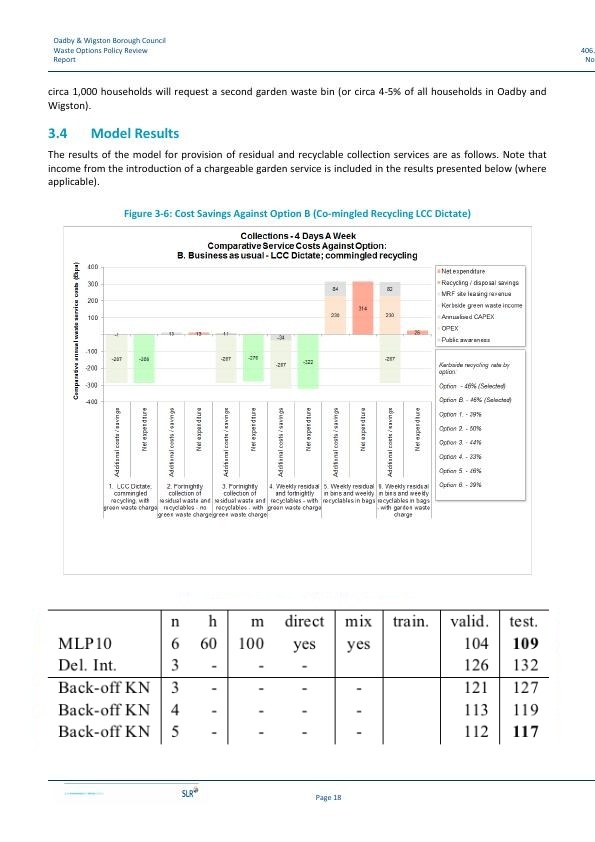 Oadby & Wigston Borough Council
Waste Options Policy Review
Report
406.
No
circa 1,000 households will request a second garden waste bin (or circa 4-5% of all households in Oadby and
Wigston).
3.4 Model Results
The results of the model for provision of residual and recyclable collection services are as follows. Note that
income from the introduction of a chargeable garden service is included in the results presented below (where
applicable).
Figure 3-6: Cost Savings Against Option B (Co-mingled Recycling LCC Dictate)
Collections - 4 Days A Week
Comparative Service Costs Against Option:
B. Business as usual - LCC Dictate; commingled recycling
Comparative annual waste service costs (£kps)
400
300
200
100
-100
-200
-300
-400
-287
-288
13
13
-287
-276
-34
-287
-322
84
230
314
82
230
-287
25
Additional costs / savings
Net expenditure
Additional costs / savings
Net expenditure
Additional costs / savings
Net expenditure
Additional costs / savings
Net expenditure
Additional costs / savings
Net expenditure
Additional costs / savings
Net expenditure
1. LCC Dictate; commingled recycling, with green waste charge
2. Fortnightly collection of residual waste and recyclables - no green waste charge
3. Fortnightly collection of residual waste and recyclables - with green waste charge
4. Weekly residual and fortnightly recyclables - with green waste charge
5. Weekly residual in bins and weekly recyclables in bags
6. Weekly residual in bins and weekly recyclables in bags - with garden waste charge
Net expenditure
Recycling / disposal savings
MRF site leasing revenue
Kerbside green waste income
Annualised CAPEX
OPEX
Public awareness
Kerbside recycling rate by
option:
Option - 46% (Selected)
Option B. - 46% (Selected)
Option 1. - 39%
Option 2. - 50%
Option 3. - 44%
Option 4. - 33%
Option 5. - 46%
Option 6. - 39%
n h m direct mix train. valid. test.
MLP10 6 60 100 yes yes 104 109
Del. Int. 3 - - - 126 132
Back-off KN 3 - - - - 121 127
Back-off KN 4 - - - - 113 119
Back-off KN 5 - - - - 112 117
SLR
Page 18